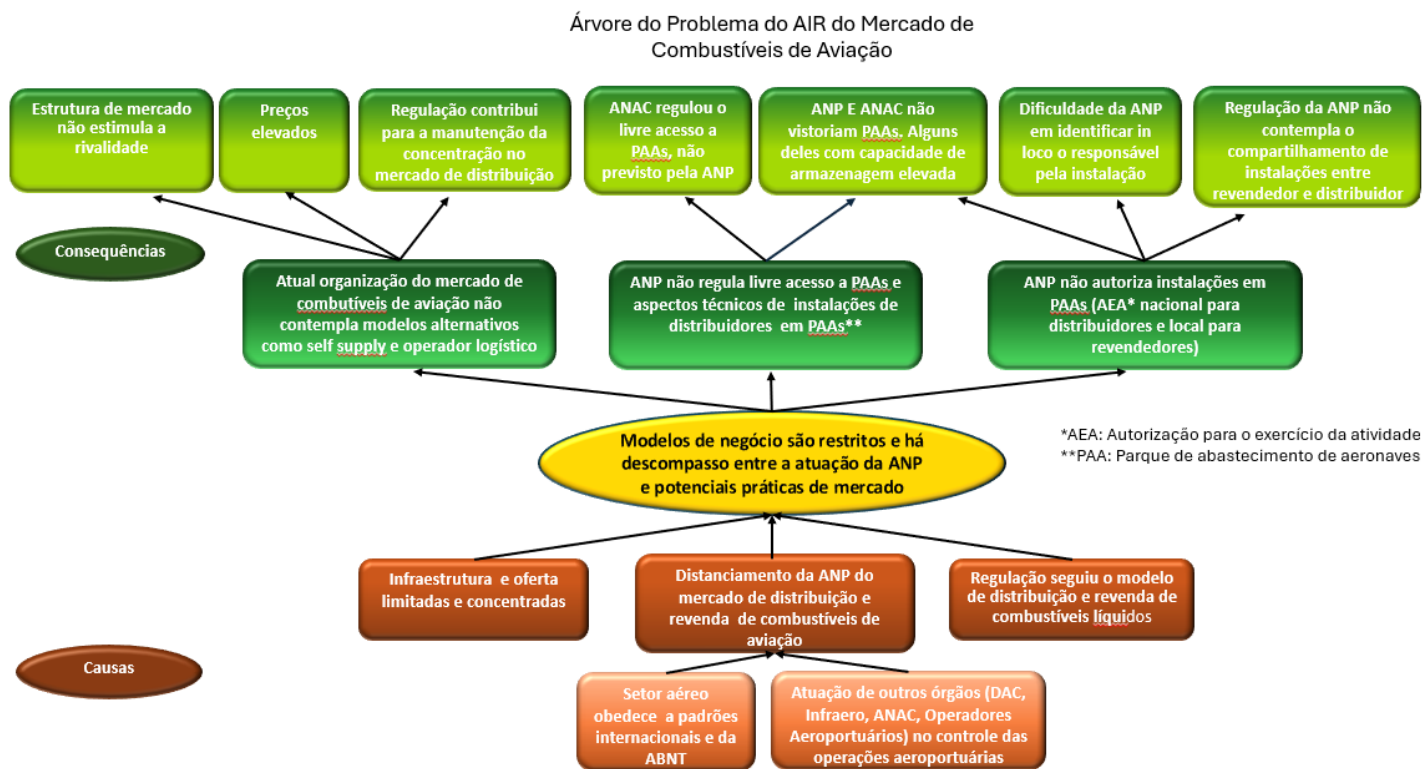 Árvore do Problema do AIR do Mercado de
Combustíveis de Aviação
Estrutura de mercado
não estimula a
rivalidade
Preços
elevados
Regulação contribui
para a manutenção da
concentração no
mercado de distribuição
ANAC regulou o
livre acesso a
PAAs, não
previsto pela ANP
ANP E ANAC não
vistoriam PAAs. Alguns
deles com capacidade de
armazenagem elevada
Dificuldade da ANP
em identificar in
loco o responsável
pela instalação
Regulação da ANP não
contempla o
compartilhamento de
instalações entre
revendedor e distribuidor
Consequências
Atual organização do mercado de
combutíveis de aviação não
contempla modelos alternativos
como self supply e operador logístico
ANP não regula livre acesso a PAAs e
aspectos técnicos de instalações de
distribuidores em PAAs**
ANP não autoriza instalações em
PAAs (AEA* nacional para
distribuidores e local para
revendedores)
Modelos de negócio são restritos e há
descompasso entre a atuação da ANP
e potenciais práticas de mercado
*AEA: Autorização para o exercício da atividade
**PAA: Parque de abastecimento de aeronaves
Infraestrutura e oferta
limitadas e concentradas
Distanciamento da ANP do
mercado de distribuição e
revenda de combustíveis de
aviação
Regulação seguiu o modelo
de distribuição e revenda de
combustíveis líquidos
Causas
Setor aéreo
obedece a padrões
internacionais e da
ABNT
Atuação de outros órgãos (DAC,
Infraero, ANAC, Operadores
Aeroportuários) no controle das
operações aeroportuárias